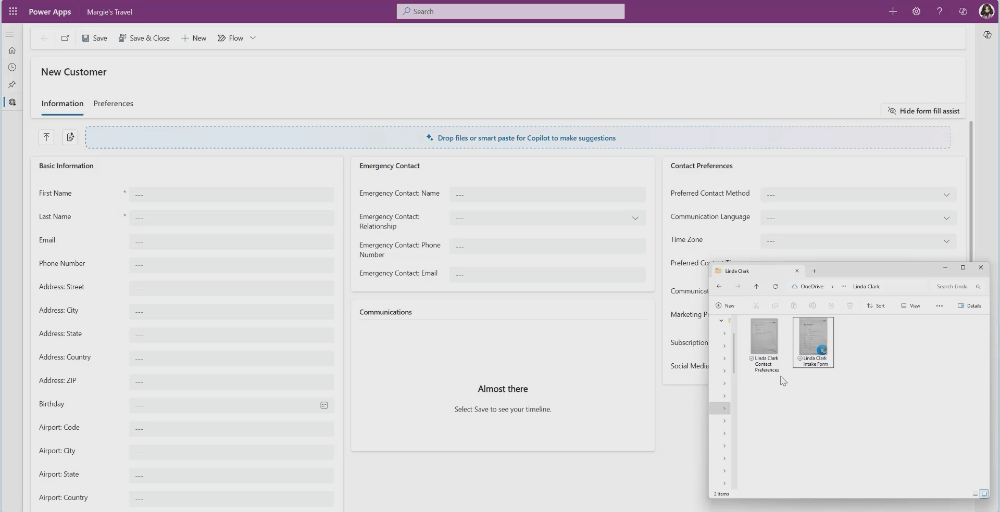 Power Apps
Margie's Travel
Search
Save
Save & Close
New
Flow
New Customer
Information
Preferences
Hide form fill assist
Drop files or smart paste for Copilot to make suggestions
Basic Information
First Name * ---
Last Name * ---
Email ---
Phone Number ---
Address: Street ---
Address: City ---
Address: State ---
Address: Country ---
Address: ZIP ---
Birthday ---
Airport: Code ---
Airport: City ---
Airport: State ---
Airport: Country ---
Emergency Contact
Emergency Contact: Name ---
Emergency Contact:
Relationship
---
Emergency Contact: Phone
Number
---
Emergency Contact: Email ---
Communications
Almost there
Select Save to see your timeline.
Contact Preferences
Preferred Contact Method ---
Communication Language ---
Time Zone ---
Preferred Co
Communicat
Marketing P
Subscription
Social Media
Linda Clark
OneDrive > ... Linda Clark
Search Linda
New
Sort
View
...
Details
Linda Clark
Contact
Preferences
Linda Clark
Intake Form
2 items